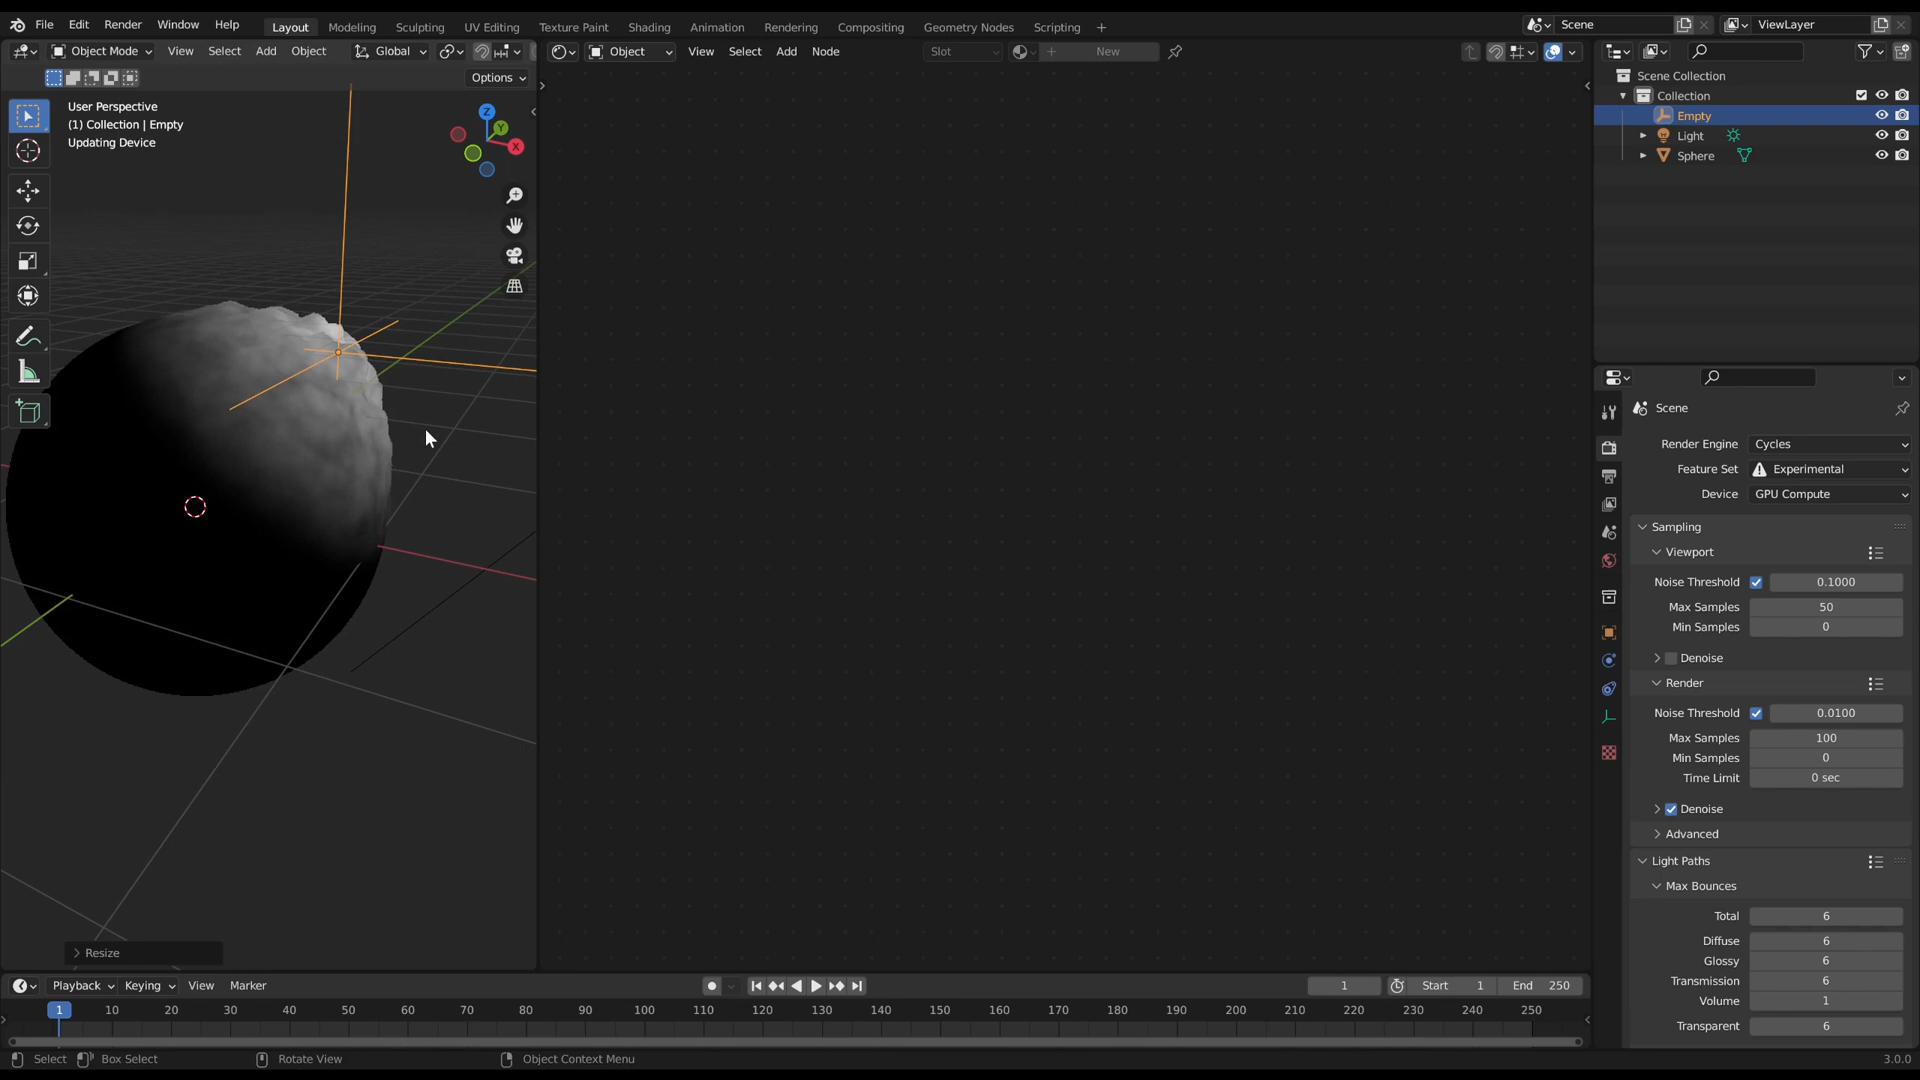 File Edit Render Window Help Layout Modeling Sculpting UV Editing Texture Paint Shading Animation Rendering Compositing Geometry Nodes Scripting + Scene ViewLayer
Object Mode View Select Add Object Global Object View Select Add Node Slot New
Options
User Perspective
(1) Collection | Empty
Updating Device
Z
Y
X
Resize
Scene Collection
Collection
Empty
Light
Sphere
Scene
Render Engine Cycles
Feature Set Experimental
Device GPU Compute
Sampling
Viewport
Noise Threshold 0.1000
Max Samples 50
Min Samples 0
Denoise
Render
Noise Threshold 0.0100
Max Samples 100
Min Samples 0
Time Limit 0 sec
Denoise
Advanced
Light Paths
Max Bounces
Total 6
Diffuse 6
Glossy 6
Transmission 6
Volume 1
Transparent 6
Playback Keying View Marker 1 Start 1 End 250
1 10 20 30 40 50 60 70 80 90 100 110 120 130 140 150 160 170 180 190 200 210 220 230 240 250
Select Box Select Rotate View Object Context Menu 3.0.0